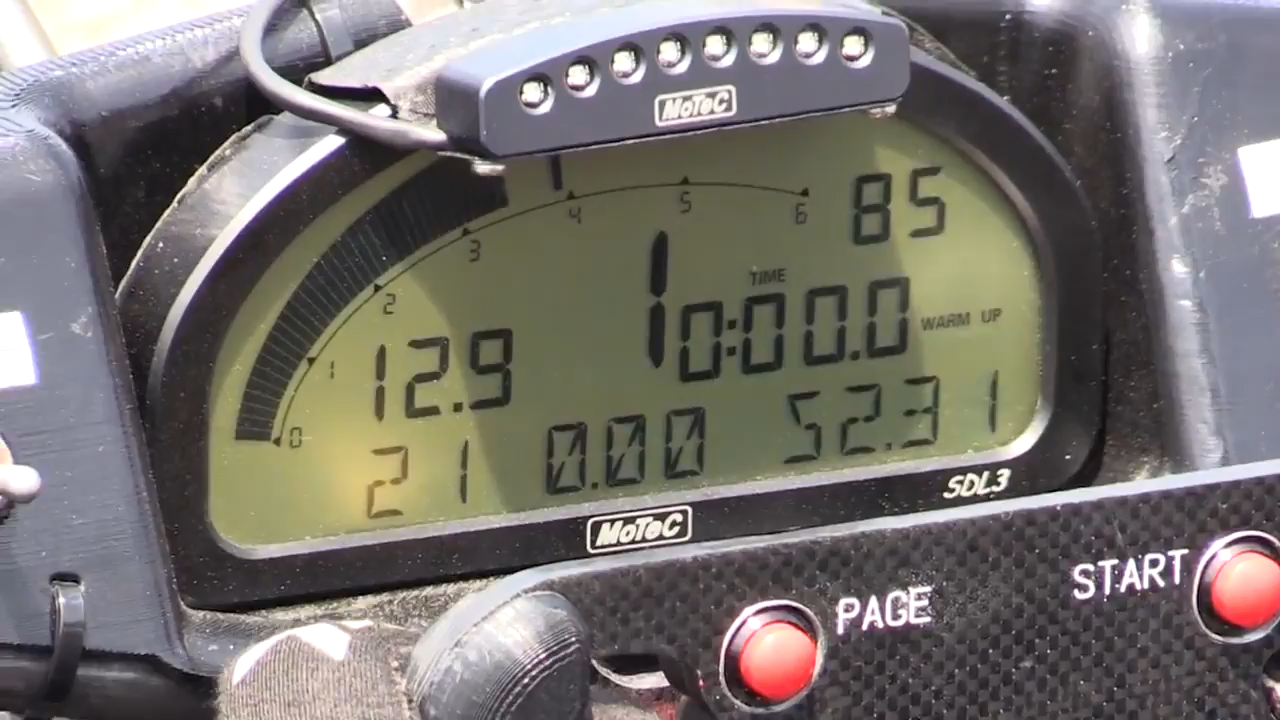 MoTeC
4 5 6
3
2
1
0
85
1
TIME
0:00.0
WARM UP
12.9
21 0.00 52.31
SDL3
MoTeC
START
PAGE